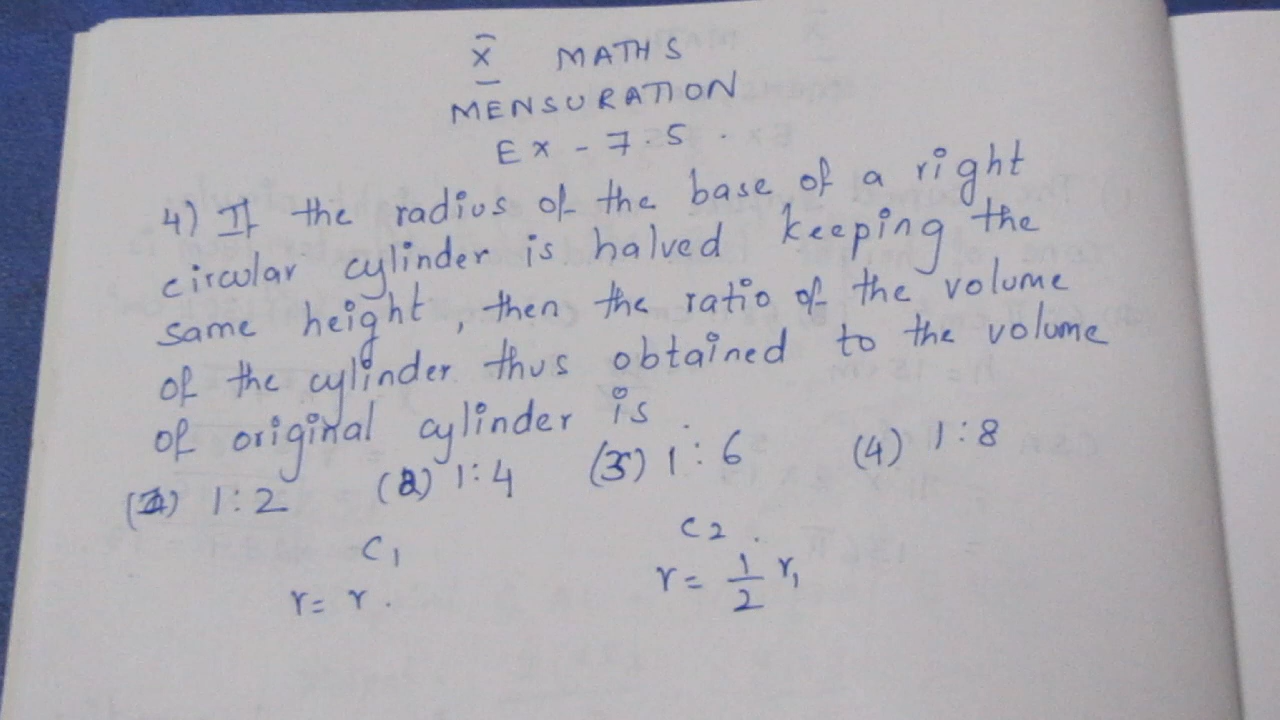 X MATHS
MENSURATION
Ex - 7.5.
4) If the radius of the base of a right
circular cylinder is halved keeping the
same height, then the ratio of the volume
of the cylinder thus obtained to the volume
of original cylinder is
(1) 1:2 (2) 1:4 (3) 1:6 (4) 1:8
C1 C2.
r = r. r = 1/2 r1